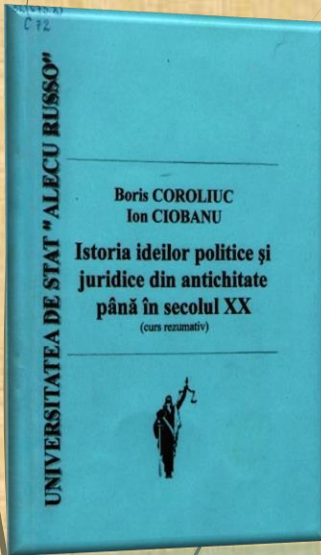 C 72
UNIVERSITATEA DE STAT "ALECU RUSSO"
Boris COROLIUC
Ion CIOBANU
Istoria ideilor politice şi
juridice din antichitate
până în secolul XX
(curs rezumativ)